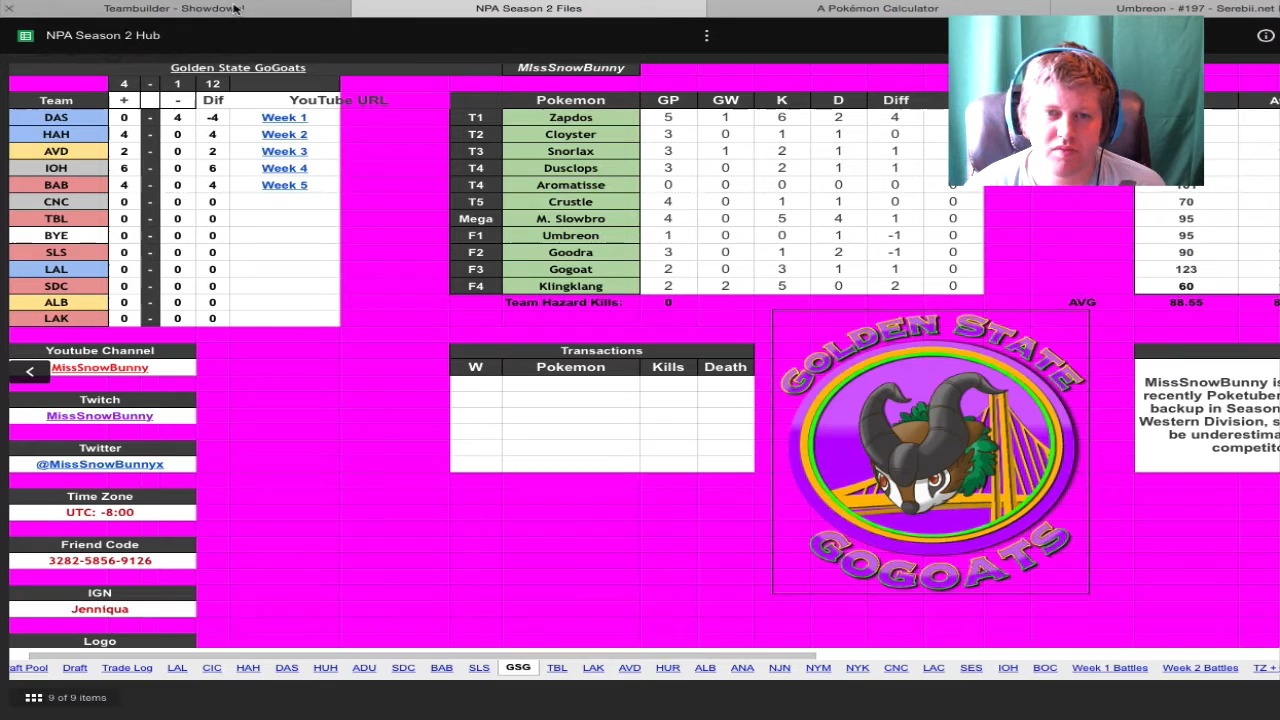 Teambuilder - Showdown!
NPA Season 2 Files
A Pokémon Calculator
Umbreon - #197 - Serebii.net
NPA Season 2 Hub
Golden State GoGoats
MIssSnowBunny
4 - 1 12
Team + - Dif YouTube URL
Pokemon GP GW K D Diff
DAS 0 - 4 -4 Week 1
HAH 4 - 0 4 Week 2
AVD 2 - 0 2 Week 3
IOH 6 - 0 6 Week 4
BAB 4 - 0 4 Week 5
CNC 0 - 0 0
TBL 0 - 0 0
BYE 0 - 0 0
SLS 0 - 0 0
LAL 0 - 0 0
SDC 0 - 0 0
ALB 0 - 0 0
LAK 0 - 0 0
T1 Zapdos 5 1 6 2 4
T2 Cloyster 3 0 1 1 0
T3 Snorlax 3 1 2 1 1
T4 Dusclops 3 0 2 1 1
T4 Aromatisse 0 0 0 0 0 0
T5 Crustle 4 0 1 1 0 0 70
Mega M. Slowbro 4 0 5 4 1 0 95
F1 Umbreon 1 0 0 1 -1 0 95
F2 Goodra 3 0 1 2 -1 0 90
F3 Gogoat 2 0 3 1 1 0 123
F4 Klingklang 2 2 5 0 2 0 60
Team Hazard Kills: 0 AVG 88.55
Youtube Channel
MissSnowBunny
Twitch
MissSnowBunny
Twitter
@MissSnowBunnyx
Time Zone
UTC: -8:00
Friend Code
3282-5856-9126
IGN
Jenniqua
Logo
Transactions
W Pokemon Kills Death
GOLDEN STATE
GOGOATS
MissSnowBunny is
recently Poketuber
backup in Season
Western Division, s
be underestima
competito
Draft Pool Draft Trade Log LAL CIC HAH DAS HUH ADU SDC BAB SLS GSG TBL LAK AVD HUR ALB ANA NJN NYM NYK CNC LAC SES IOH BOC Week 1 Battles Week 2 Battles TZ +
9 of 9 items